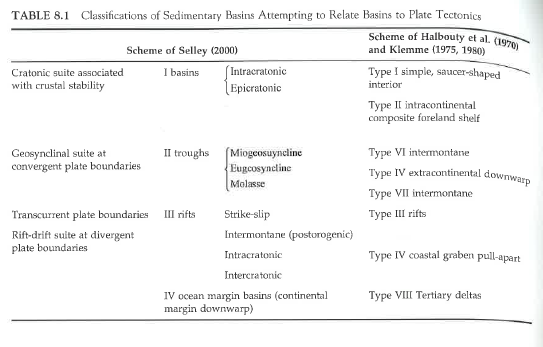 TABLE 8.1 Classifications of Sedimentary Basins Attempting to Relate Basins to Plate Tectonics
Scheme of Selley (2000)
Scheme of Halbouty et al. (1970)
and Klemme (1975, 1980)
Cratonic suite associated
with crustal stability
I basins
Intracratonic
Epicratonic
Type I simple, saucer-shaped
interior
Type II intracontinental
composite foreland shelf
Geosynclinal suite at
convergent plate boundaries
II troughs
Miogeosuyncline
Eugeosyncline
Molasse
Type VI intermontane
Type IV extracontinental downwarp
Type VII intermontane
Transcurrent plate boundaries
III rifts
Strike-slip
Type III rifts
Rift-drift suite at divergent
plate boundaries
Intermontane (postorogenic)
Intracratonic
Intercratonic
Type IV coastal graben pull-apart
IV ocean margin basins (continental
margin downwarp)
Type VIII Tertiary deltas